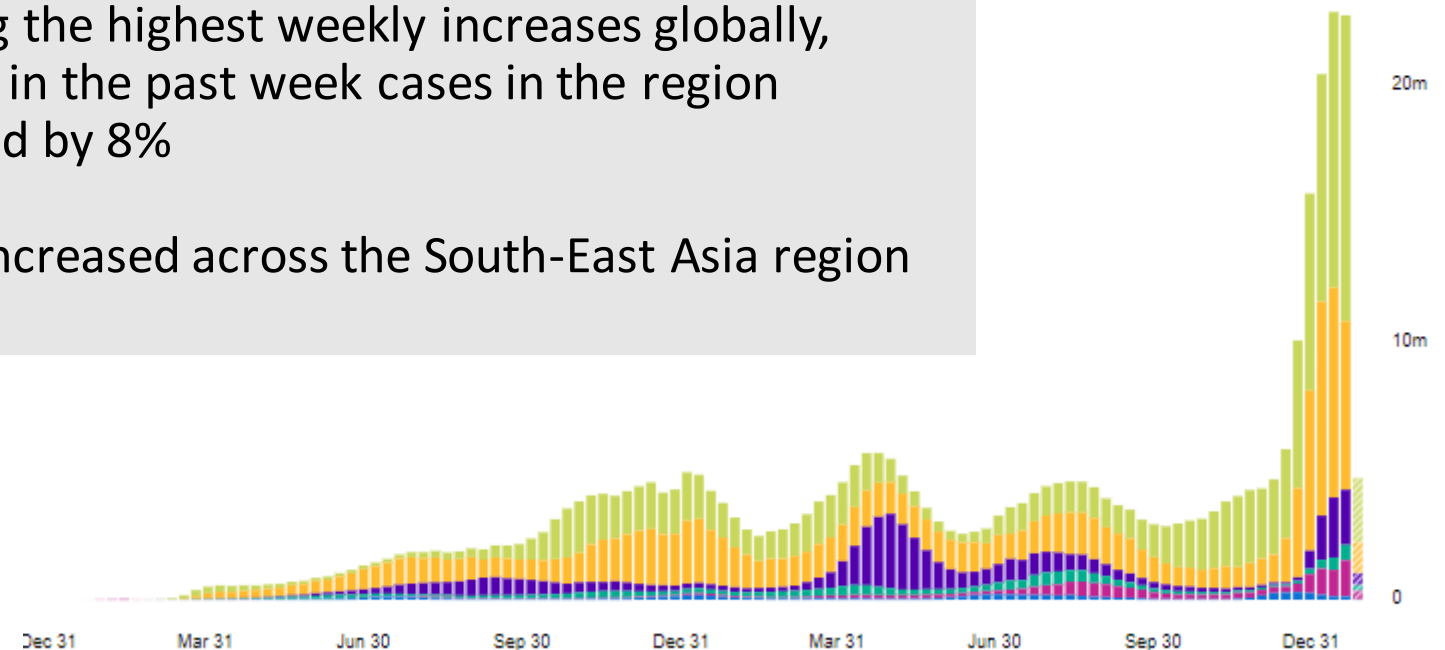 the highest weekly increases globally,
in the past week cases in the region
d by 8%
ncreased across the South-East Asia region
20m
10m
0
Dec 31 Mar 31 Jun 30 Sep 30 Dec 31 Mar 31 Jun 30 Sep 30 Dec 31